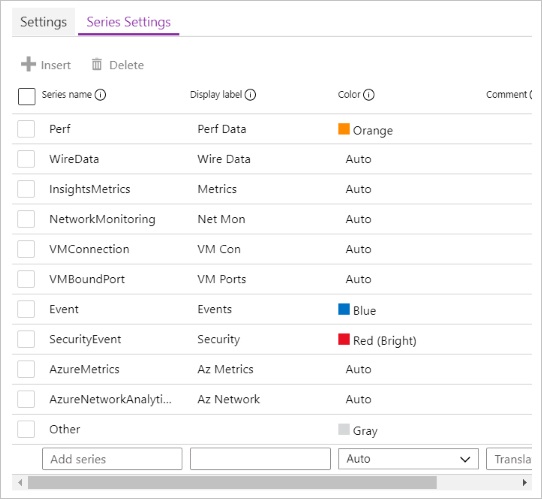 Settings Series Settings
Insert Delete
Series name Display label Color Comment
Perf Perf Data Orange
WireData Wire Data Auto
InsightsMetrics Metrics Auto
NetworkMonitoring Net Mon Auto
VMConnection VM Con Auto
VMBoundPort VM Ports Auto
Event Events Blue
SecurityEvent Security Red (Bright)
AzureMetrics Az Metrics Auto
AzureNetworkAnalyti... Az Network Auto
Other Gray
Add series Auto Transla